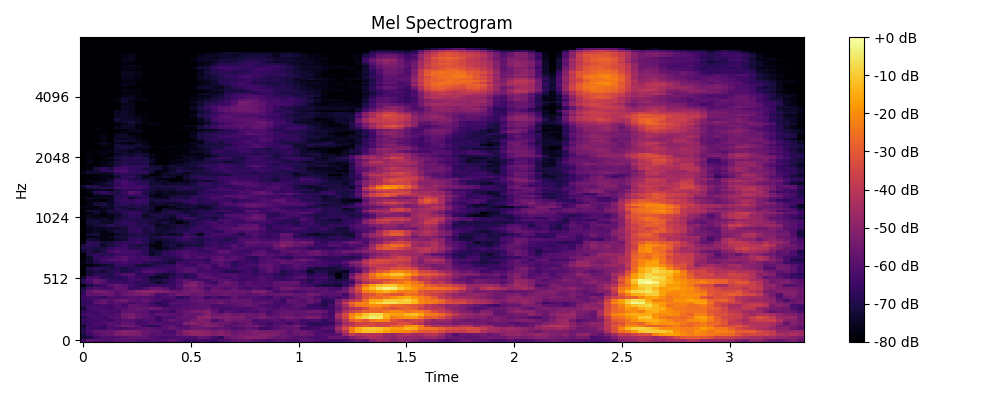 Mel Spectrogram
+0 dB
-10 dB
-20 dB
-30 dB
-40 dB
-50 dB
-60 dB
-70 dB
-80 dB
Hz
4096
2048
1024
512
0
0 0.5 1 1.5 2 2.5 3
Time